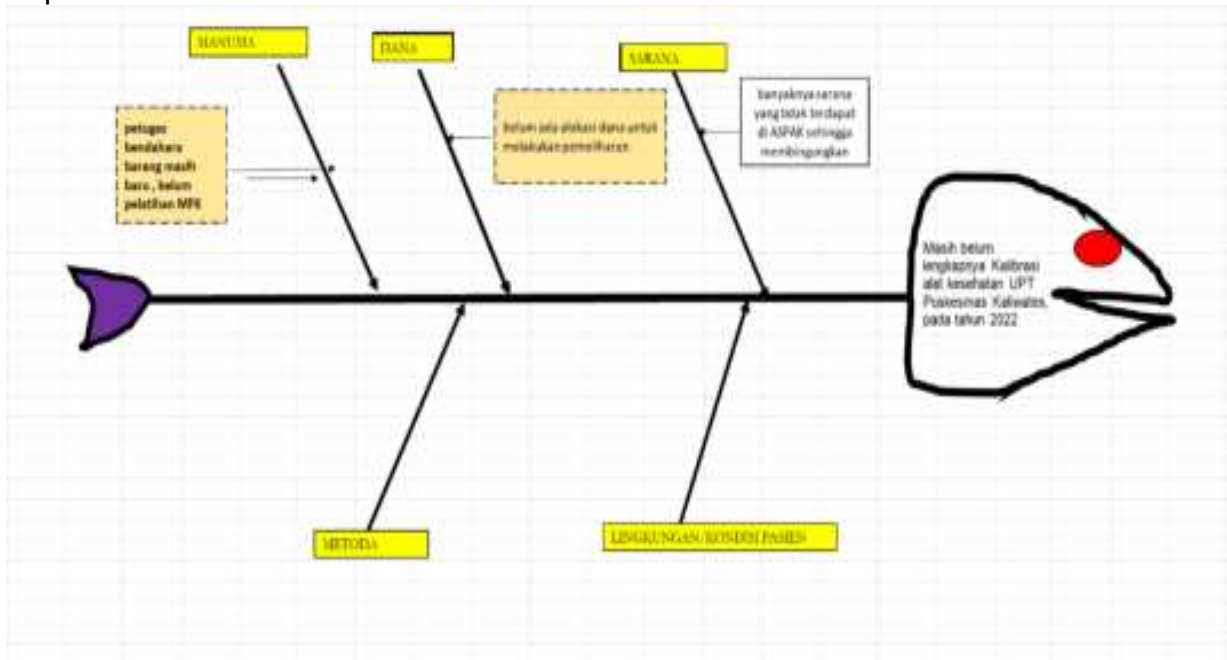 MANUSIA
DANA
SARANA
petugas
bendahara
barang masih
baru , belum
pelatihan MFK
belum ada alokasi dana untuk
melakukan pemeliharan
banyaknya sarana
yang tidak terdapat
di ASPAK sehingga
membingungkan
Masih belum
lengkapnya Kalibrasi
alat kesehatan UPT
Puskesmas Kaliwates,
pada tahun 2022
METODA
LINGKUNGAN/KONDISI PASIEN